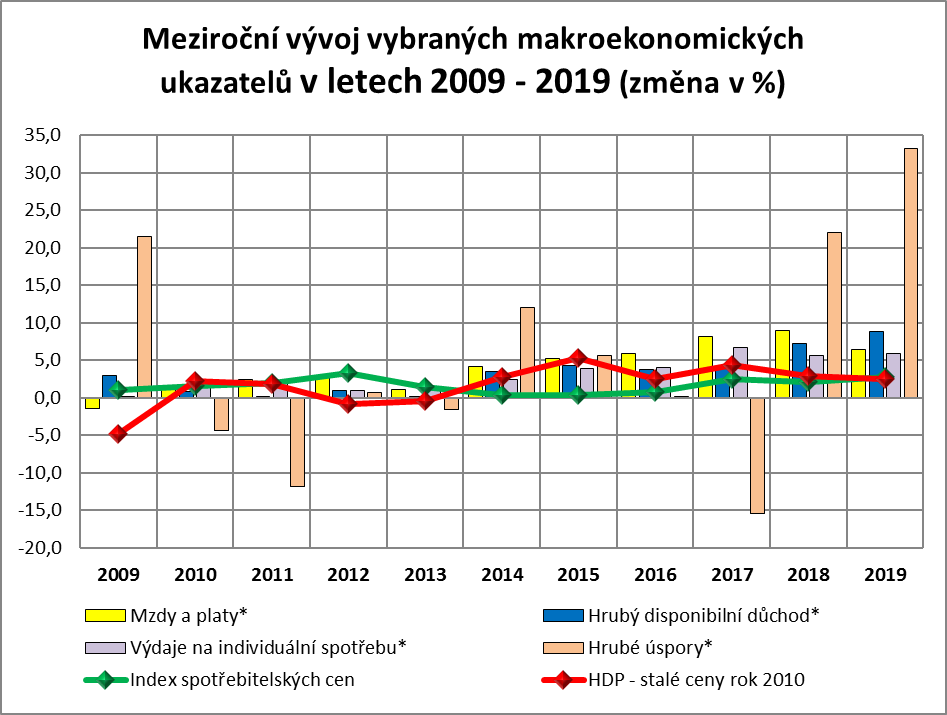 Meziroční vývoj vybraných makroekonomických
ukazatelů v letech 2009 - 2019 (změna v %)
35,0
30,0
25,0
20,0
15,0
10,0
5,0
0,0
-5,0
-10,0
-15,0
-20,0
2009 2010 2011 2012 2013 2014 2015 2016 2017 2018 2019
Mzdy a platy* Hrubý disponibilní důchod*
Výdaje na individuální spotřebu* Hrubé úspory*
Index spotřebitelských cen HDP - stalé ceny rok 2010